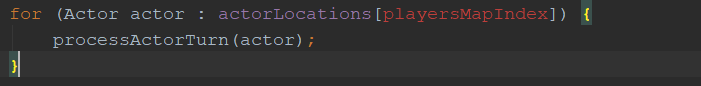 for (Actor actor : actorLocations[playersMapIndex]) {
    processActorTurn(actor);
}